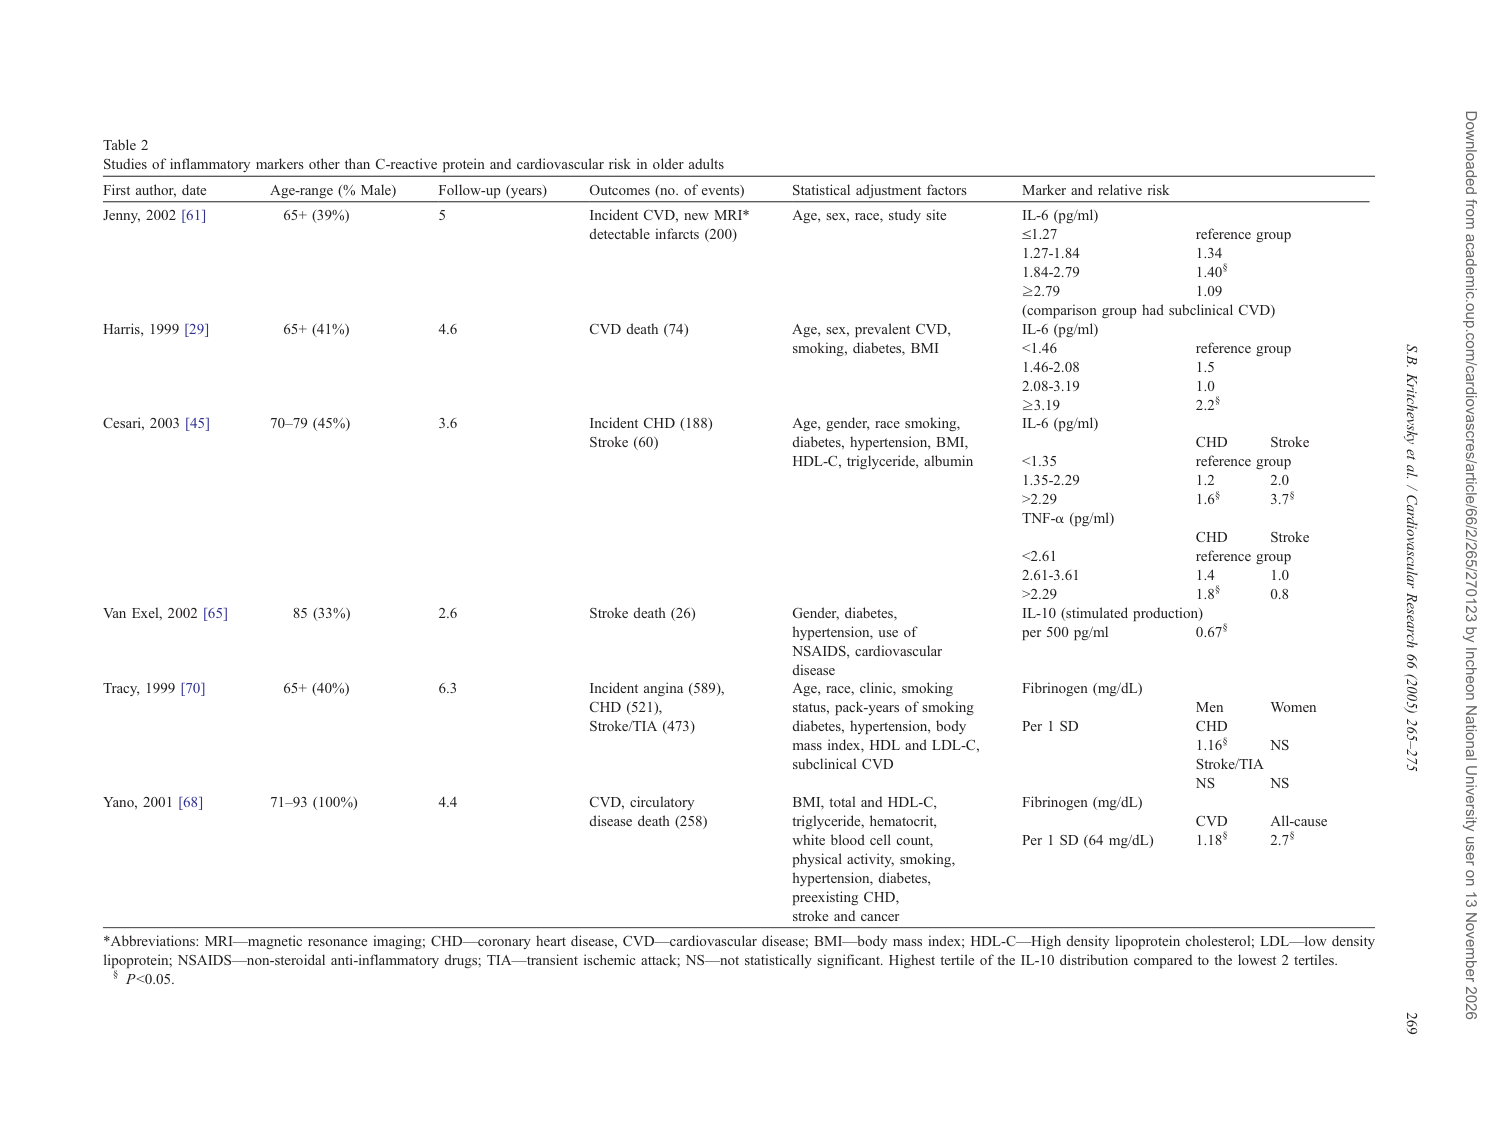 Table 2
Studies of inflammatory markers other than C-reactive protein and cardiovascular risk in older adults
First author, date Age-range (% Male) Follow-up (years) Outcomes (no. of events) Statistical adjustment factors Marker and relative risk
Jenny, 2002 [61] 65+ (39%) 5 Incident CVD, new MRI* Age, sex, race, study site IL-6 (pg/ml)
detectable infarcts (200) ≤1.27 reference group
1.27-1.84 1.34
1.84-2.79 1.40§
≥2.79 1.09
(comparison group had subclinical CVD)
Harris, 1999 [29] 65+ (41%) 4.6 CVD death (74) Age, sex, prevalent CVD, IL-6 (pg/ml)
smoking, diabetes, BMI <1.46 reference group
1.46-2.08 1.5
2.08-3.19 1.0
≥3.19 2.2§
Cesari, 2003 [45] 70–79 (45%) 3.6 Incident CHD (188) Age, gender, race smoking, IL-6 (pg/ml)
Stroke (60) diabetes, hypertension, BMI, CHD Stroke
HDL-C, triglyceride, albumin <1.35 reference group
1.35-2.29 1.2 2.0
>2.29 1.6§ 3.7§
TNF-α (pg/ml)
CHD Stroke
<2.61 reference group
2.61-3.61 1.4 1.0
>2.29 1.8§ 0.8
Van Exel, 2002 [65] 85 (33%) 2.6 Stroke death (26) Gender, diabetes, IL-10 (stimulated production)
hypertension, use of per 500 pg/ml 0.67§
NSAIDS, cardiovascular
disease
Tracy, 1999 [70] 65+ (40%) 6.3 Incident angina (589), Age, race, clinic, smoking Fibrinogen (mg/dL)
CHD (521), status, pack-years of smoking Men Women
Stroke/TIA (473) diabetes, hypertension, body Per 1 SD CHD
mass index, HDL and LDL-C, 1.16§ NS
subclinical CVD Stroke/TIA
NS NS
Yano, 2001 [68] 71–93 (100%) 4.4 CVD, circulatory BMI, total and HDL-C, Fibrinogen (mg/dL)
disease death (258) triglyceride, hematocrit, CVD All-cause
white blood cell count, Per 1 SD (64 mg/dL) 1.18§ 2.7§
physical activity, smoking,
hypertension, diabetes,
preexisting CHD,
stroke and cancer
*Abbreviations: MRI—magnetic resonance imaging; CHD—coronary heart disease, CVD—cardiovascular disease; BMI—body mass index; HDL-C—High density lipoprotein cholesterol; LDL—low density
lipoprotein; NSAIDS—non-steroidal anti-inflammatory drugs; TIA—transient ischemic attack; NS—not statistically significant. Highest tertile of the IL-10 distribution compared to the lowest 2 tertiles.
§ P<0.05.
S.B. Kritchevsky et al. / Cardiovascular Research 66 (2005) 265–275
269
Downloaded from academic.oup.com/cardiovascres/article/66/2/265/270123 by Incheon National University user on 13 November 2026